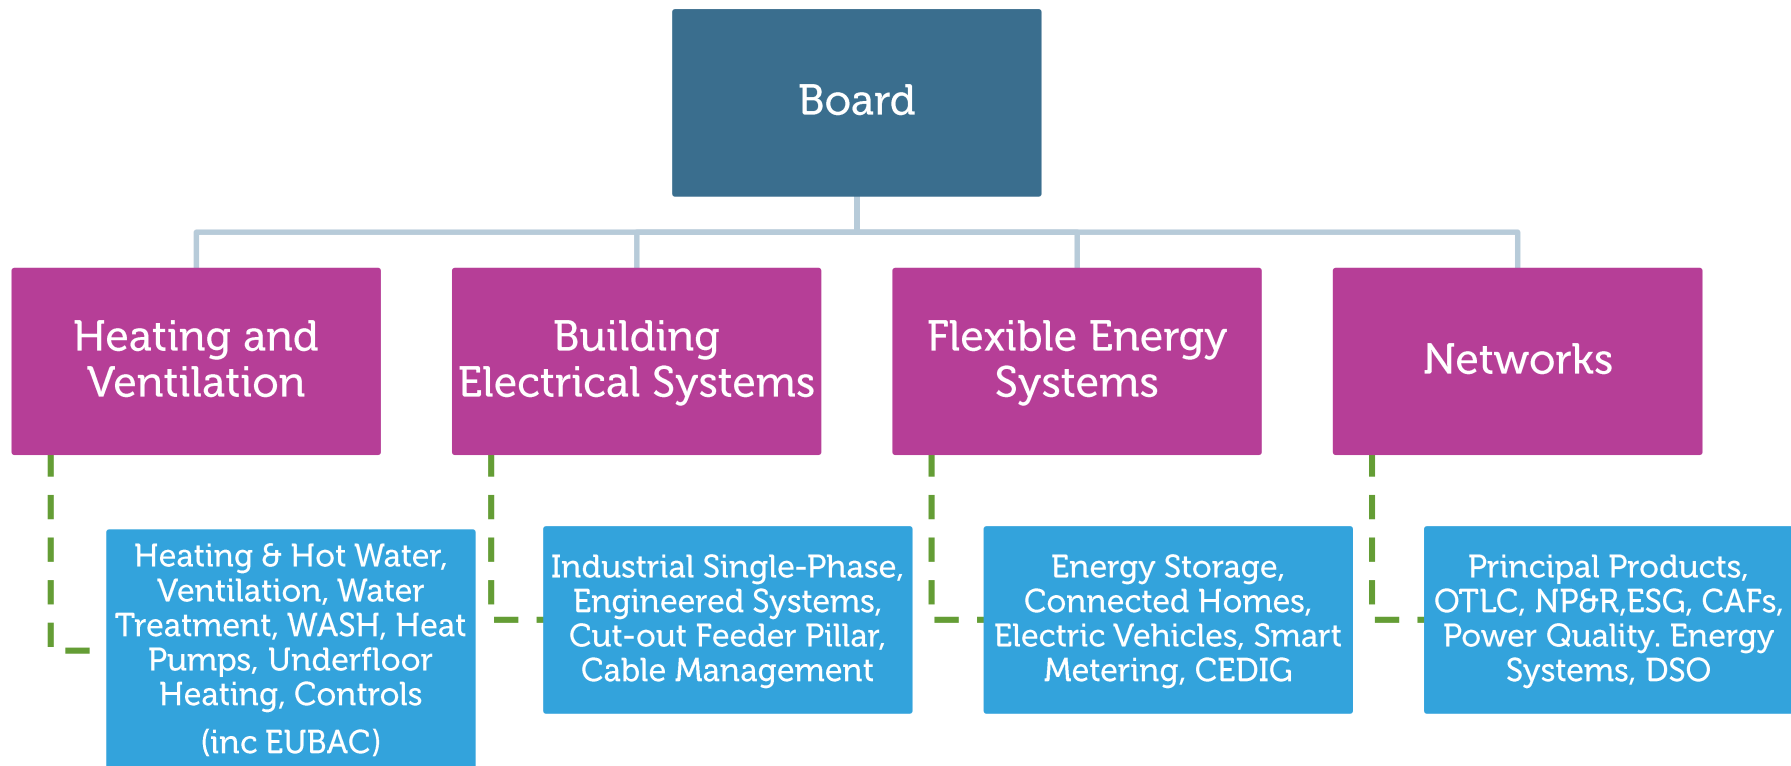 Board
Heating and
Ventilation
Building
Electrical Systems
Flexible Energy
Systems
Networks
Heating & Hot Water,
Ventilation, Water
Treatment, WASH, Heat
Pumps, Underfloor
Heating, Controls
(inc EUBAC)
Industrial Single-Phase,
Engineered Systems,
Cut-out Feeder Pillar,
Cable Management
Energy Storage,
Connected Homes,
Electric Vehicles, Smart
Metering, CEDIG
Principal Products,
OTLC, NP&R,ESG, CAFs,
Power Quality. Energy
Systems, DSO